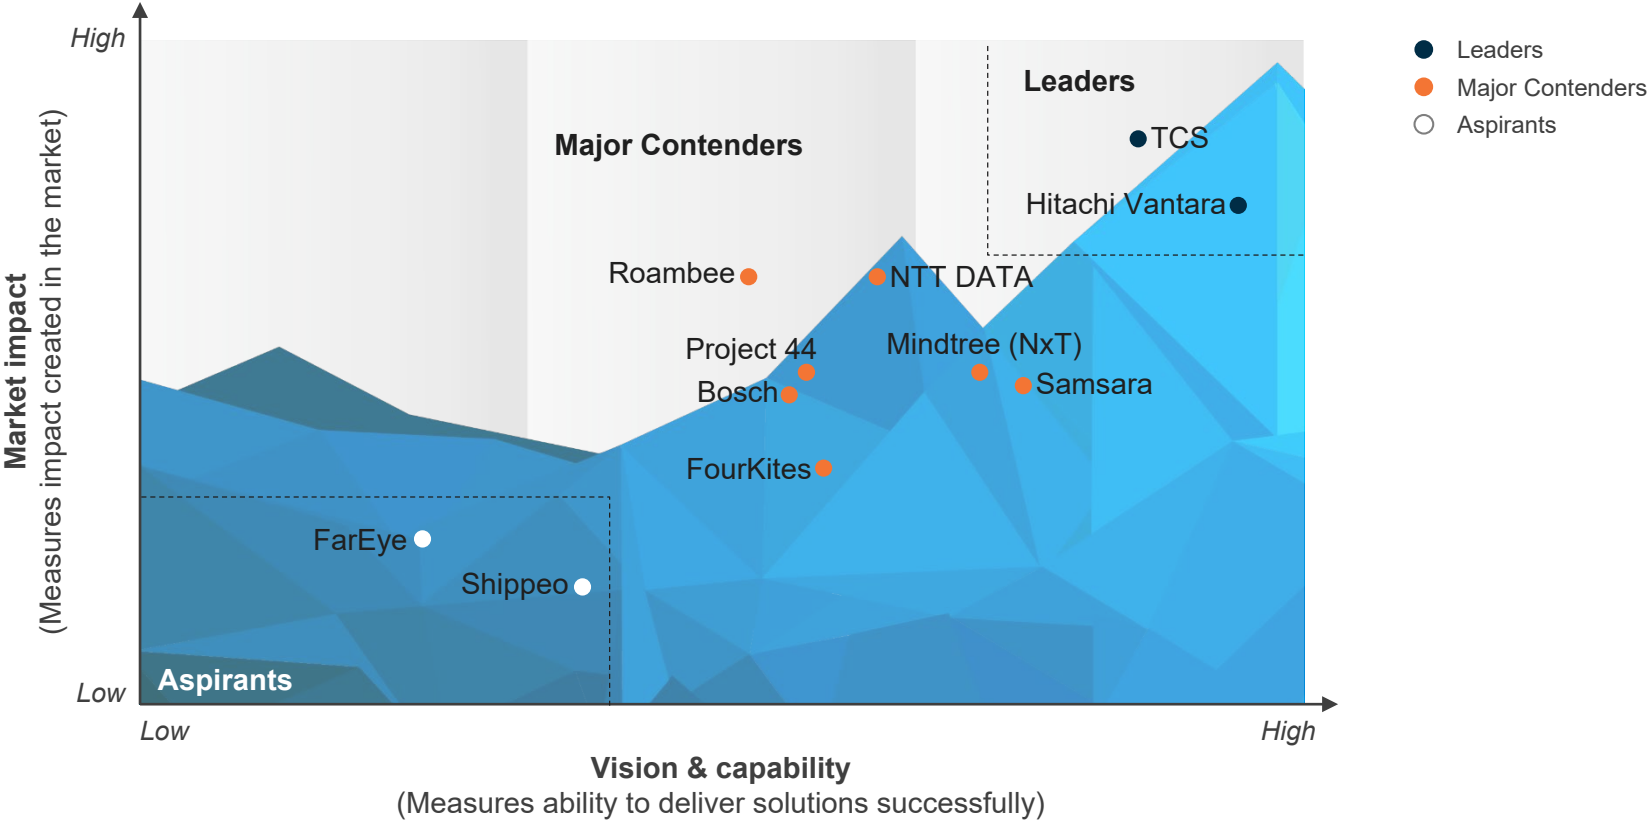 High
Market impact
(Measures impact created in the market)
Low
Leaders
Major Contenders
TCS
Hitachi Vantara
Roambee
NTT DATA
Project 44
Mindtree (NxT)
Bosch
Samsara
FourKites
FarEye
Shippeo
Aspirants
Low
High
Vision & capability
(Measures ability to deliver solutions successfully)
Leaders
Major Contenders
Aspirants